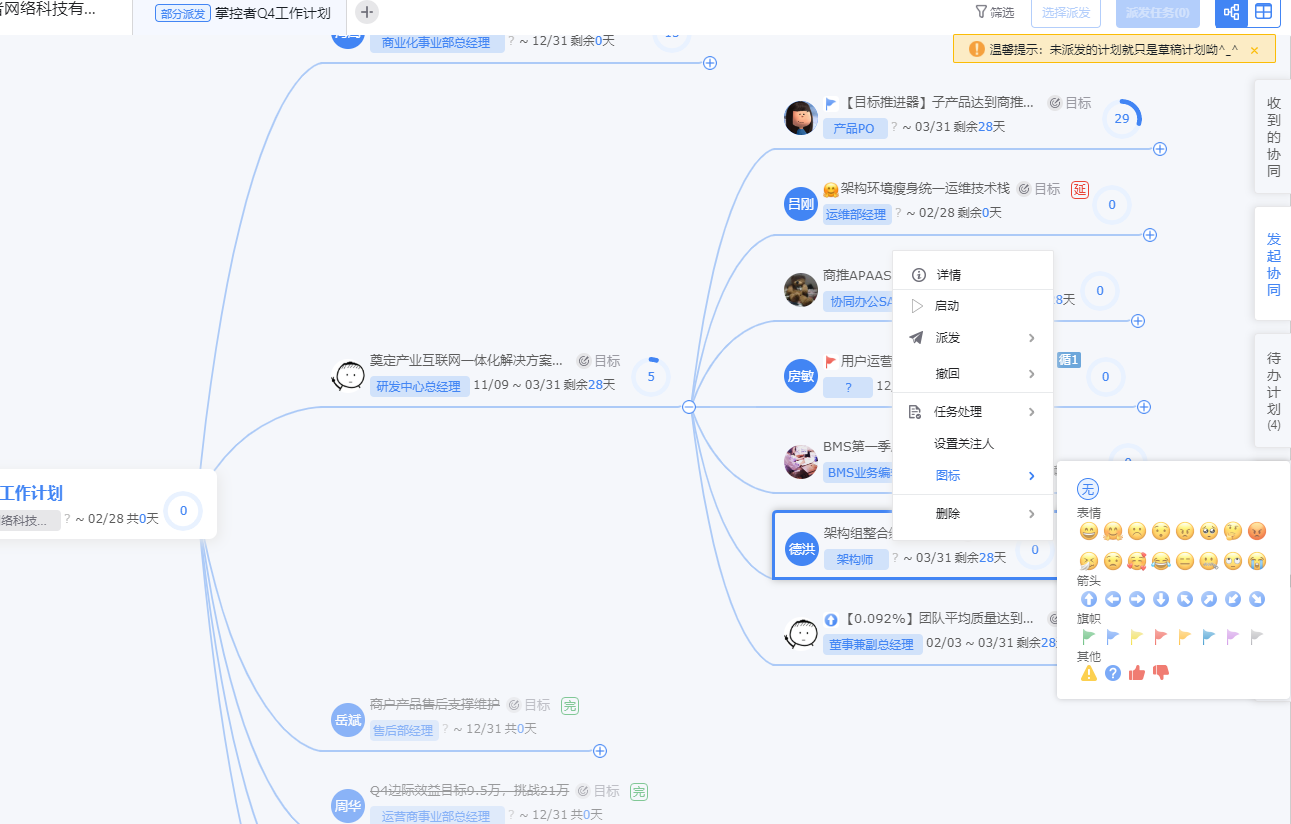 者网络科技有...
部分派发 掌控者Q4工作计划
筛选
选择派发
派发任务(0)
温馨提示：未派发的计划就只是草稿计划呦^_^ ×
商业化事业部总经理 ? ~ 12/31 剩余0天
【目标推进器】子产品达到商推... 目标
产品PO ? ~ 03/31 剩余28天
29
吕刚
架构环境瘦身统一运维技术栈 目标 延
运维部经理 ? ~ 02/28 剩余0天
0
商推APAAS
协同办公SA
8天
0
房敏
用户运营
? 12
循1
0
BMS第一季
BMS业务编
德洪
架构组整合
架构师 ? ~ 03/31 剩余28天
0
【0.092%】团队平均质量达到...
董事兼副总经理 02/03 ~ 03/31 剩余28
奠定产业互联网一体化解决方案... 目标
研发中心总经理 11/09 ~ 03/31 剩余28天
5
工作计划
络科技... ? ~ 02/28 共0天
0
岳斌
商户产品售后支撑维护 目标 完
售后部经理 ? ~ 12/31 共0天
周华
Q4边际效益目标9.5万，挑战21万 目标 完
运营商事业部总经理 ? ~ 12/31 共0天
详情
启动
派发
撤回
任务处理
设置关注人
图标
删除
无
表情
箭头
旗帜
其他
收到的协同
发起协同
待办计划(4)